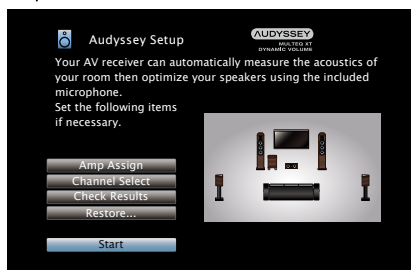 Audyssey Setup
AUDYSSEY
MULTEQ XT
DYNAMIC VOLUME
Your AV receiver can automatically measure the acoustics of
your room then optimize your speakers using the included
microphone.
Set the following items
if necessary.
Amp Assign
Channel Select
Check Results
Restore...
Start